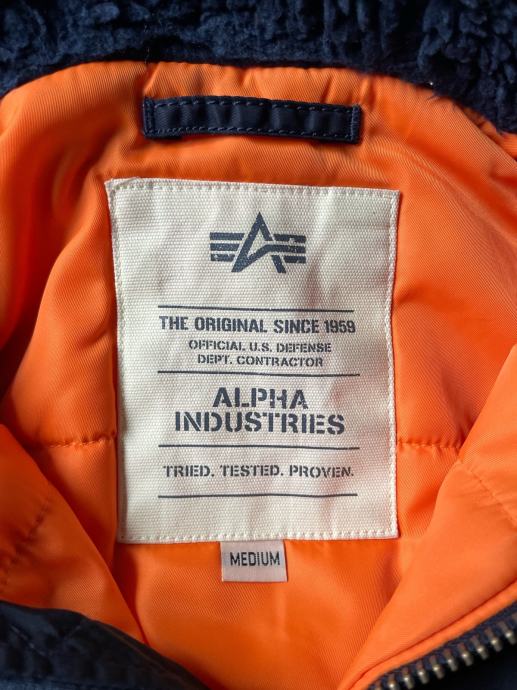 THE ORIGINAL SINCE 1959
OFFICIAL U.S. DEFENSE
DEPT. CONTRACTOR
ALPHA
INDUSTRIES
TRIED. TESTED. PROVEN.
MEDIUM